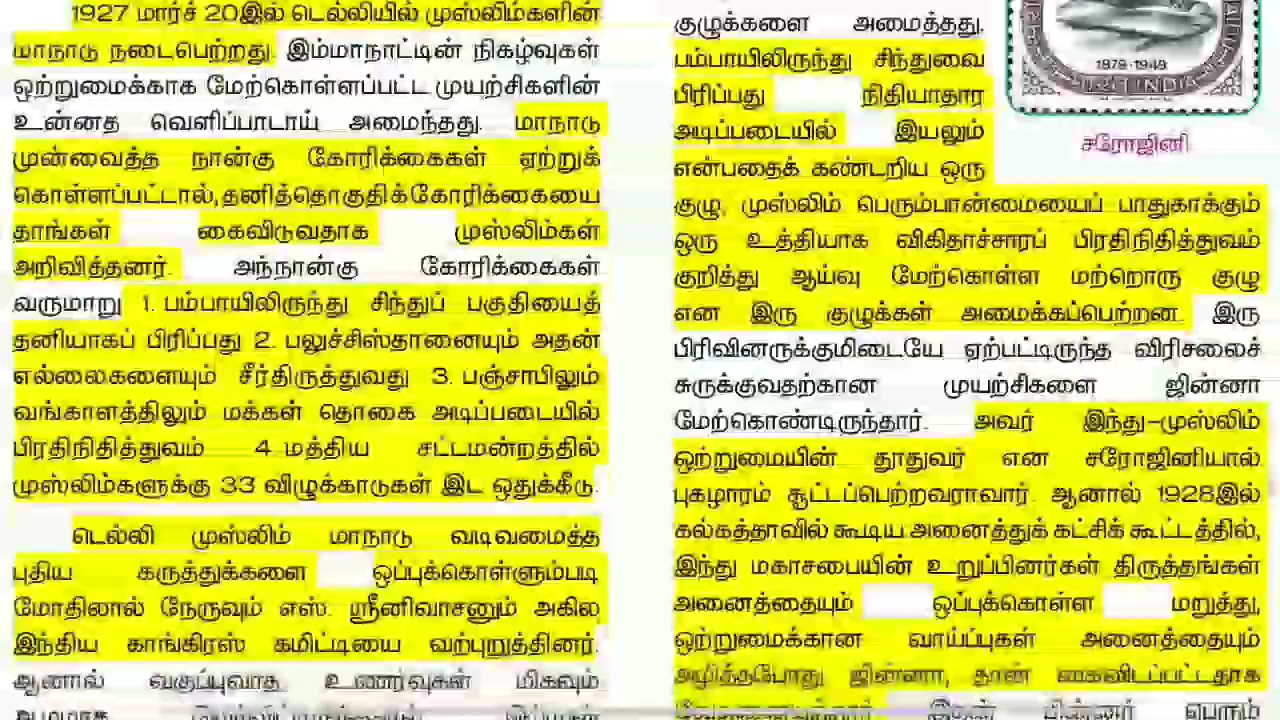 1927 மார்ச் 20இல் டெல்லியில் முஸ்லிம்களின்
மாநாடு நடைபெற்றது. இம்மாநாட்டின் நிகழ்வுகள்
ஒற்றுமைக்காக மேற்கொள்ளப்பட்ட முயற்சிகளின்
உன்னத வெளிப்பாடாய் அமைந்தது. மாநாடு
முன்வைத்த நான்கு கோரிக்கைகள் ஏற்றுக்
கொள்ளப்பட்டால், தனித்தொகுதிக்கோரிக்கையை
தாங்கள் கைவிடுவதாக முஸ்லிம்கள்
அறிவித்தனர். அந்நான்கு கோரிக்கைகள்
வருமாறு 1. பம்பாயிலிருந்து சிந்துப் பகுதியைத்
தனியாகப் பிரிப்பது 2. பலுச்சிஸ்தானையும் அதன்
எல்லைகளையும் சீர்திருத்துவது 3. பஞ்சாபிலும்
வங்காளத்திலும் மக்கள் தொகை அடிப்படையில்
பிரதிநிதித்துவம் 4 மத்திய சட்டமன்றத்தில்
முஸ்லிம்களுக்கு 33 விழுக்காடுகள் இட ஒதுக்கீடு.
டெல்லி முஸ்லிம் மாநாடு வடிவமைத்த
புதிய கருத்துக்களை ஒப்புக்கொள்ளும்படி
மோதிலால் நேருவும் எஸ். ஸ்ரீனிவாசனும் அகில
இந்திய காங்கிரஸ் கமிட்டியை வற்புறுத்தினர்.
ஆனால் வகுப்புவாத உணர்வுகள் மிகவும்
குழுக்களை அமைத்தது.
பம்பாயிலிருந்து சிந்துவை
பிரிப்பது நிதியாதார
அடிப்படையில் இயலும்
என்பதைக் கண்டறிய ஒரு
குழு, முஸ்லிம் பெரும்பான்மையைப் பாதுகாக்கும்
ஒரு உத்தியாக விகிதாச்சாரப் பிரதிநிதித்துவம்
குறித்து ஆய்வு மேற்கொள்ள மற்றொரு குழு
என இரு குழுக்கள் அமைக்கப்பெற்றன. இரு
பிரிவினருக்குமிடையே ஏற்பட்டிருந்த விரிசலைச்
சுருக்குவதற்கான முயற்சிகளை ஜின்னா
மேற்கொண்டிருந்தார். அவர் இந்து-முஸ்லிம்
ஒற்றுமையின் தூதுவர் என சரோஜினியால்
புகழாரம் சூட்டப்பெற்றவராவார். ஆனால் 1928இல்
கல்கத்தாவில் கூடிய அனைத்துக் கட்சிக் கூட்டத்தில்,
இந்து மகாசபையின் உறுப்பினர்கள் திருத்தங்கள்
அனைத்தையும் ஒப்புக்கொள்ள மறுத்து,
ஒற்றுமைக்கான வாய்ப்புகள் அனைத்தையும்
அழித்தபோது ஜின்னா, தான் கைவிடப்பட்டதாக
1879-1949
INDIA
சரோஜினி